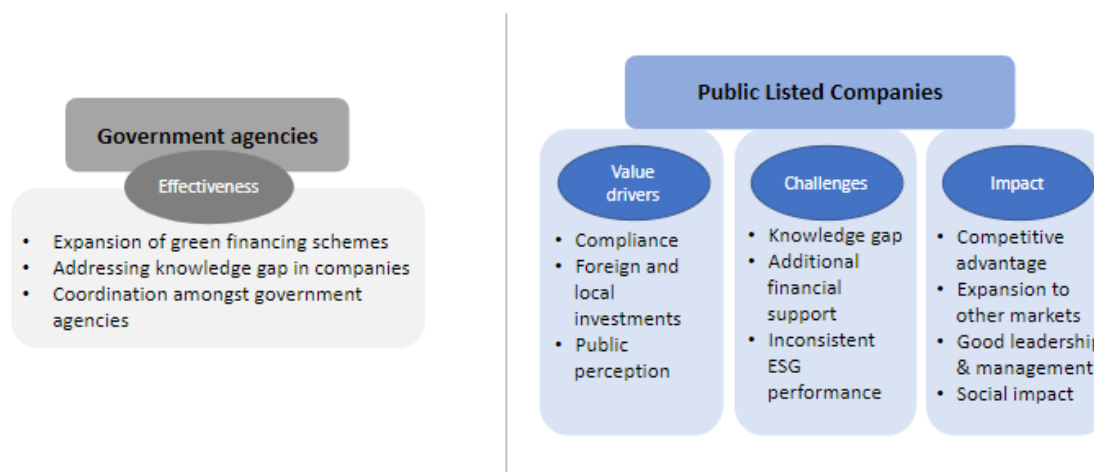 Government agencies
Effectiveness
• Expansion of green financing schemes
• Addressing knowledge gap in companies
• Coordination amongst government
agencies
Public Listed Companies
Value
drivers
• Compliance
• Foreign and
local
investments
• Public
perception
Challenges
• Knowledge gap
• Additional
financial
support
• Inconsistent
ESG
performance
Impact
• Competitive
advantage
• Expansion to
other markets
• Good leadership
& management
• Social impact